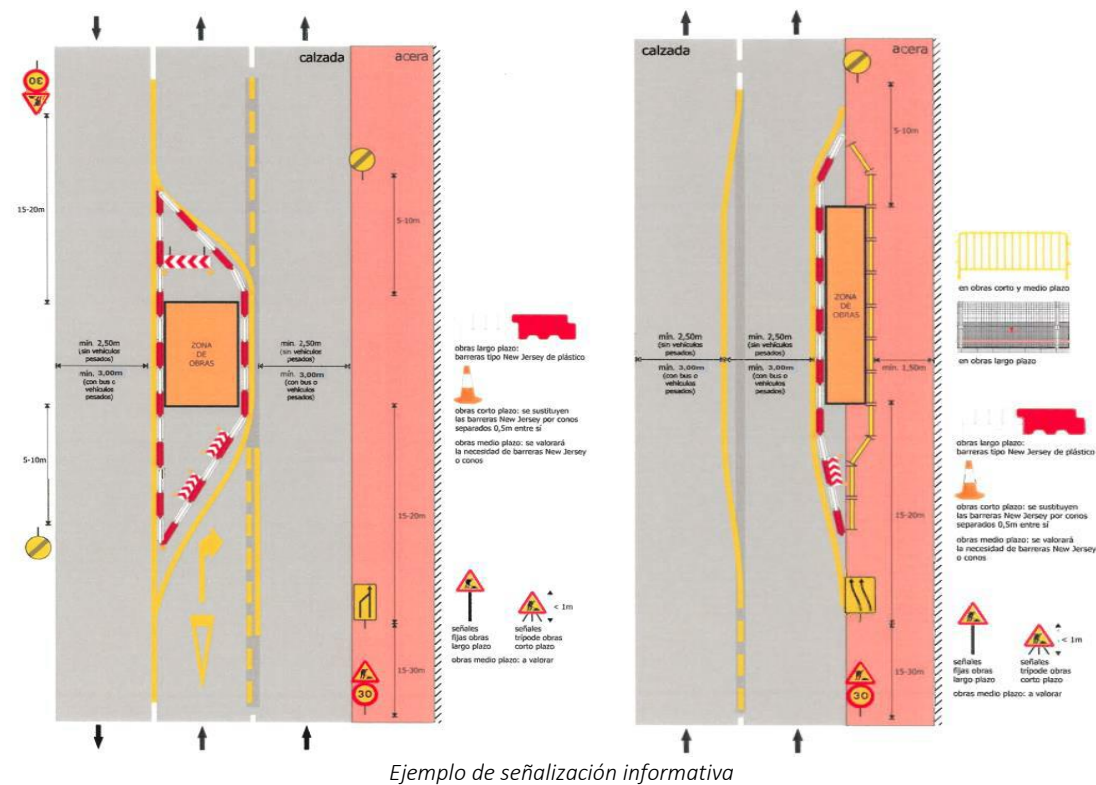 calzada
acera
30
15-20m
5-10m
ZONA
DE
OBRAS
mín. 2,50m
(sin vehículos
pesados)
mín. 3,00m
(con bus o
vehículos
pesados)
mín. 2,50m
(sin vehículos
pesados)
mín. 3,00m
(con bus o
vehículos
pesados)
5-10m
15-20m
15-30m
30
obras largo plazo:
barreras tipo New Jersey de plástico
obras corto plazo: se sustituyen
las barreras New Jersey por conos
separados 0,5m entre sí
obras medio plazo: se valorará
la necesidad de barreras New Jersey
o conos
< 1m
señales
fijas obras
largo plazo
señales
trípode obras
corto plazo
obras medio plazo: a valorar
calzada
acera
5-10m
ZONA
DE
OBRAS
mín. 2,50m
(sin vehículos
pesados)
mín. 3,00m
(con bus o
vehículos
pesados)
mín. 2,50m
(sin vehículos
pesados)
mín. 3,00m
(con bus o
vehículos
pesados)
mín. 1,50m
15-20m
15-30m
30
en obras corto y medio plazo
en obras largo plazo
obras largo plazo:
barreras tipo New Jersey de plástico
obras corto plazo: se sustituyen
las barreras New Jersey por conos
separados 0,5m entre sí
obras medio plazo: se valorará
la necesidad de barreras New Jersey
o conos
< 1m
señales
fijas obras
largo plazo
señales
trípode obras
corto plazo
obras medio plazo: a valorar
Ejemplo de señalización informativa